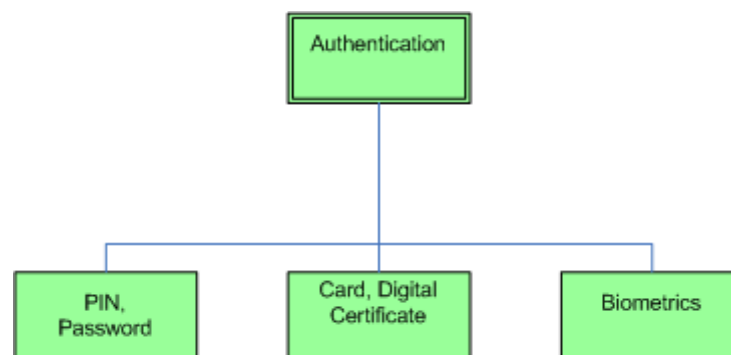 Authentication
PIN,
Password
Card, Digital
Certificate
Biometrics